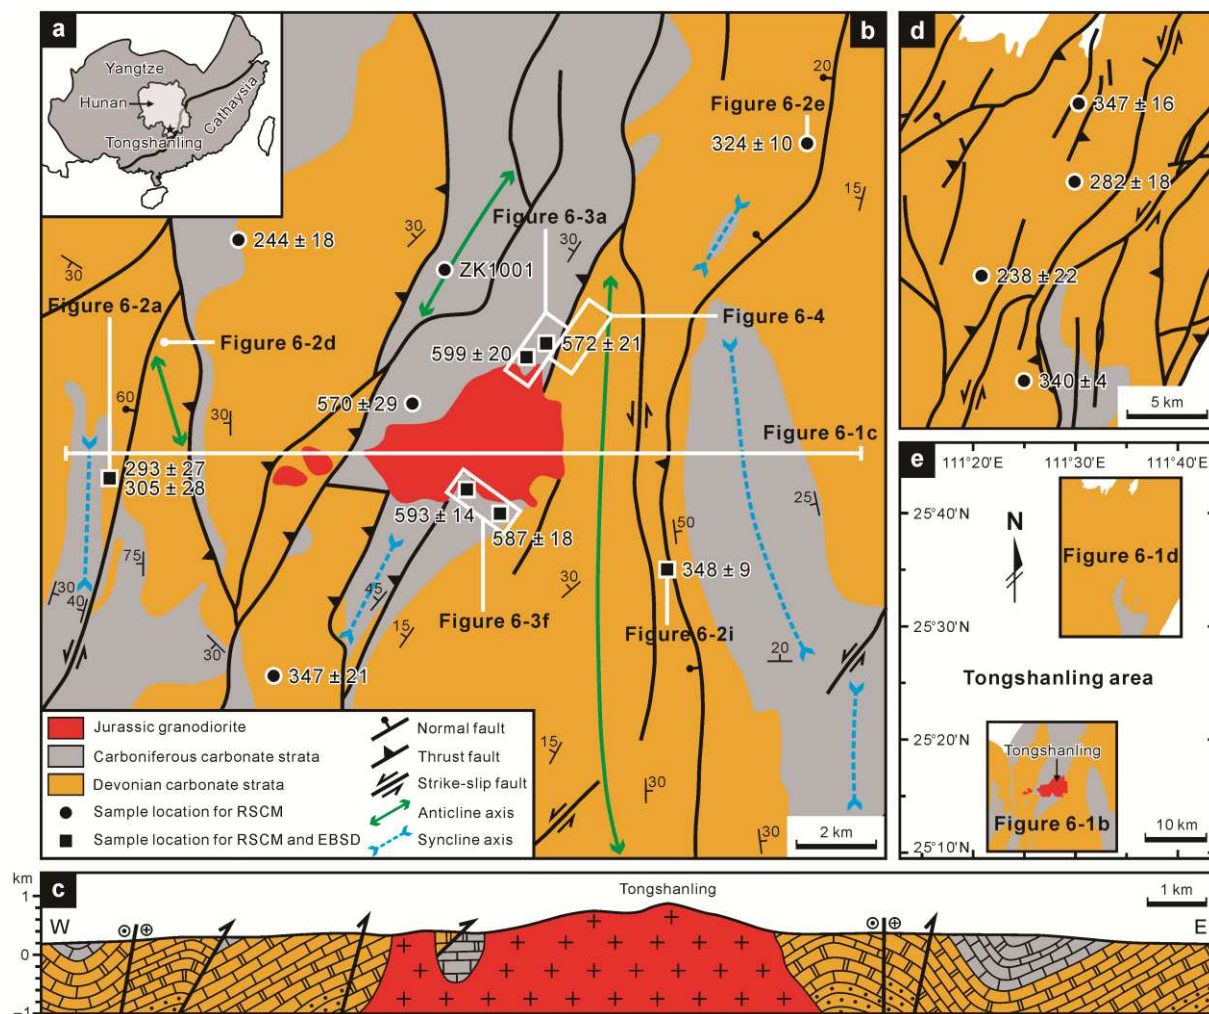 a
Yangtze
Hunan
Cathaysia
Tongshanling
b
20
Figure 6-2e
324 ± 10
15
30
Figure 6-3a
30
244 ± 18
ZK1001
30
Figure 6-2a
Figure 6-2d
Figure 6-4
599 ± 20
572 ± 21
60
30
570 ± 29
Figure 6-1c
293 ± 27
305 ± 28
593 ± 14
587 ± 18
25
50
75
30
40
45
30
348 ± 9
Figure 6-3f
Figure 6-2i
15
30
20
347 ± 21
15
30
30
Jurassic granodiorite
Carboniferous carbonate strata
Devonian carbonate strata
Sample location for RSCM
Sample location for RSCM and EBSD
Normal fault
Thrust fault
Strike-slip fault
Anticline axis
Syncline axis
2 km
d
347 ± 16
282 ± 18
238 ± 22
340 ± 4
5 km
e
111°20'E 111°30'E 111°40'E
25°40'N
N
Figure 6-1d
25°30'N
Tongshanling area
25°20'N
Tongshanling
Figure 6-1b
10 km
25°10'N
km
c
Tongshanling
1 km
1
W
E
0
−1